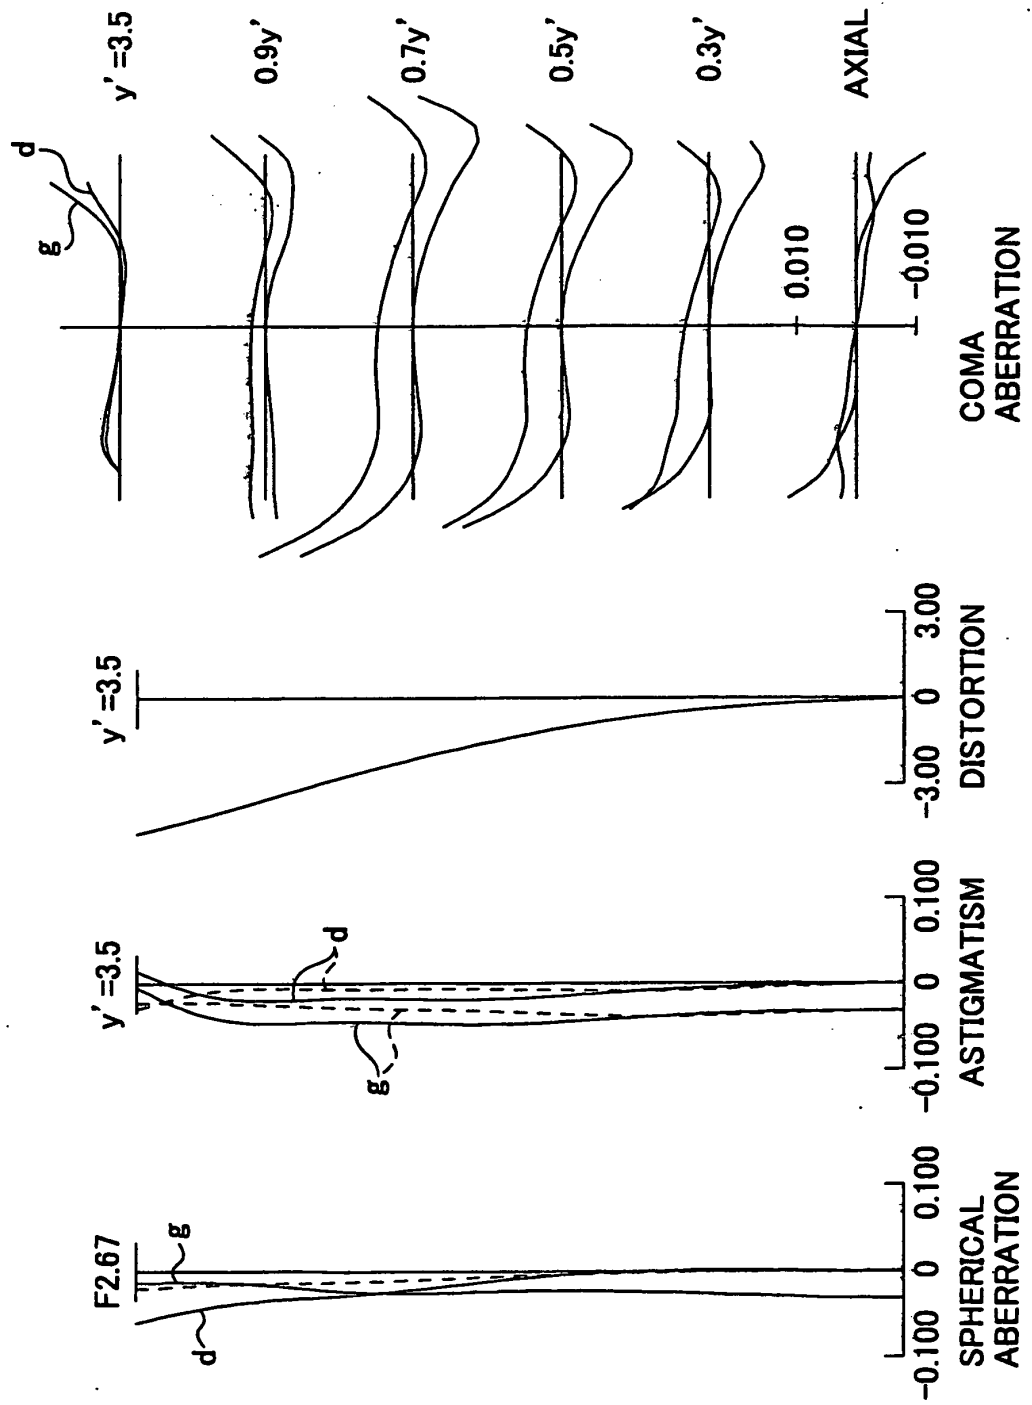 F2.67
g
d
-0.100
0
0.100
SPHERICAL
ABERRATION
y'=3.5
d
g
-0.100
0
0.100
ASTIGMATISM
y'=3.5
-3.00
0
3.00
DISTORTION
g
d
y'=3.5
0.9y'
0.7y'
0.5y'
0.3y'
AXIAL
0.010
-0.010
COMA
ABERRATION